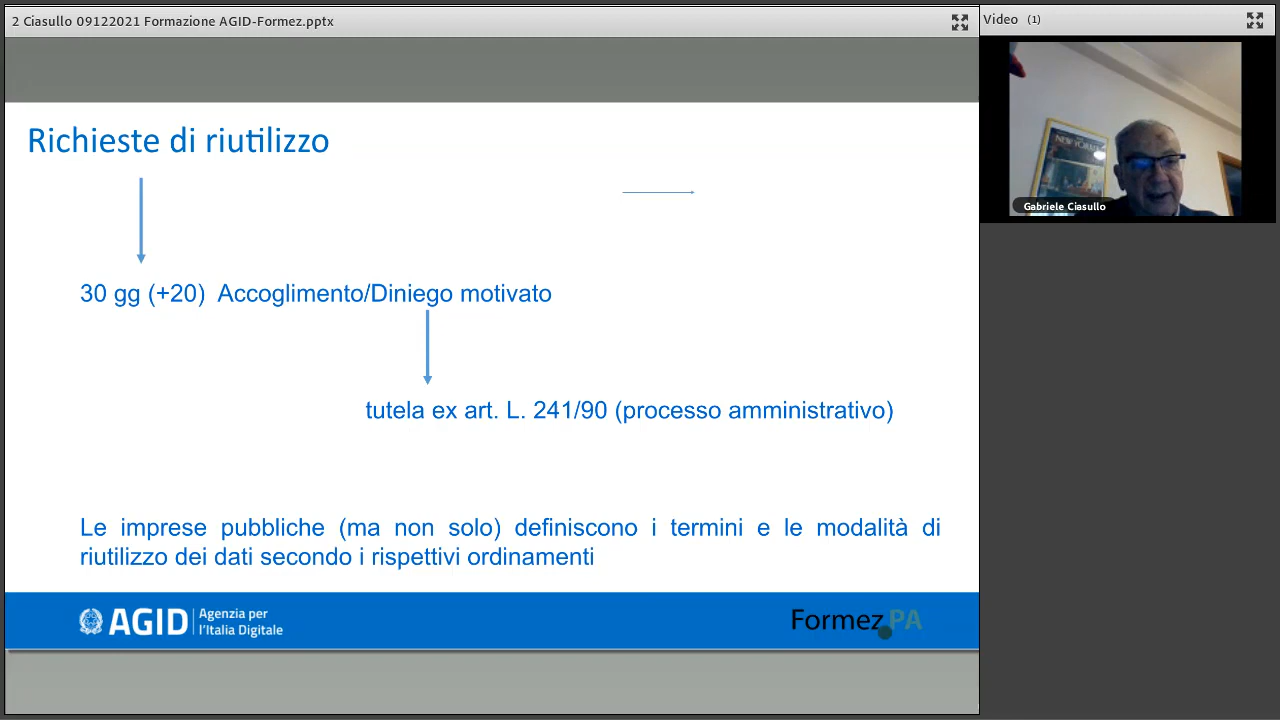 2 Ciasullo 09122021 Formazione AGID-Formez.pptx
Video (1)
Richieste di riutilizzo
30 gg (+20) Accoglimento/Diniego motivato
tutela ex art. L. 241/90 (processo amministrativo)
Le imprese pubbliche (ma non solo) definiscono i termini e le modalità di
riutilizzo dei dati secondo i rispettivi ordinamenti
AGID
Agenzia per
l'Italia Digitale
Formez PA
NEW YORKER
Gabriele Ciasullo